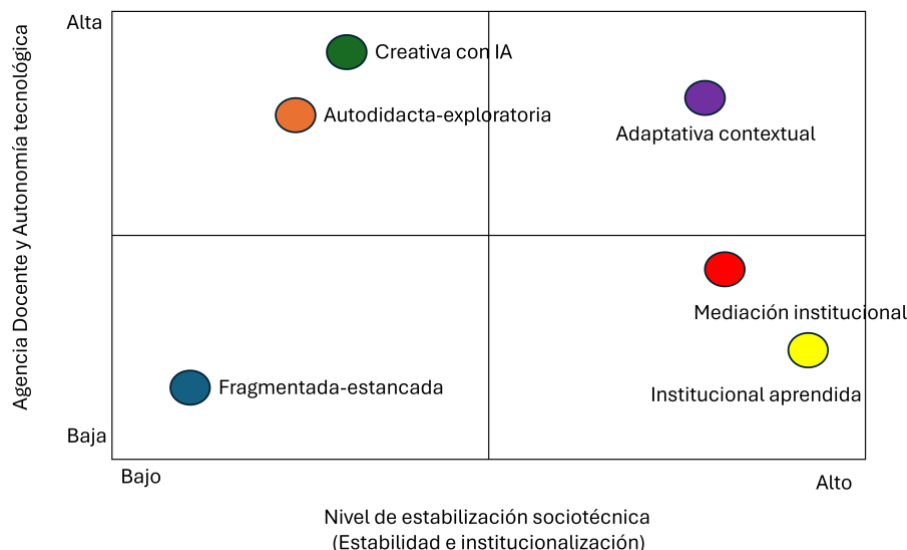 Agencia Docente y Autonomía tecnológica
Alta
Creativa con IA
Autodidacta-exploratoria
Adaptativa contextual
Mediación institucional
Institucional aprendida
Fragmentada-estancada
Baja
Bajo
Alto
Nivel de estabilización sociotécnica
(Estabilidad e institucionalización)